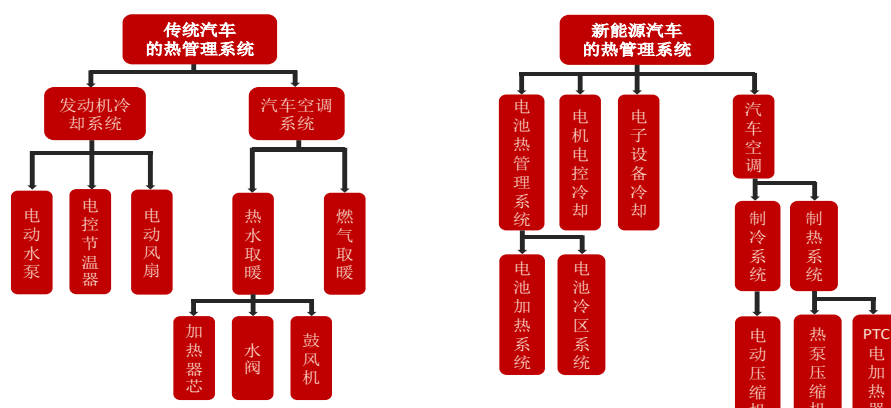 传统汽车
的热管理系统
发动机冷
却系统
汽车空调
系统
电动水泵
电控节温器
电动风扇
热水取暖
燃气取暖
加热器芯
水阀
鼓风机
新能源汽车
的热管理系统
电池热管理系统
电机电控冷却
电子设备冷却
汽车空调
制冷系统
制热系统
电池加热系统
电池冷区系统
电动压缩机
热泵压缩机
PTC电加热器